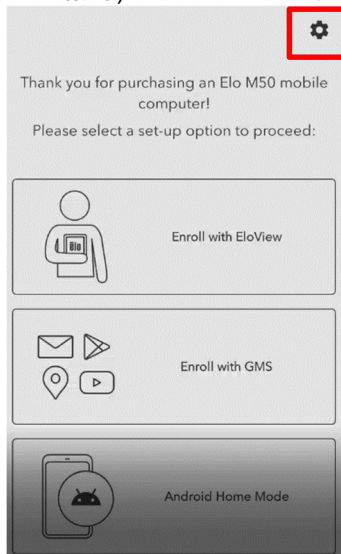 Thank you for purchasing an Elo M50 mobile
computer!
Please select a set-up option to proceed:
Elo
Enroll with EloView
Enroll with GMS
Android Home Mode